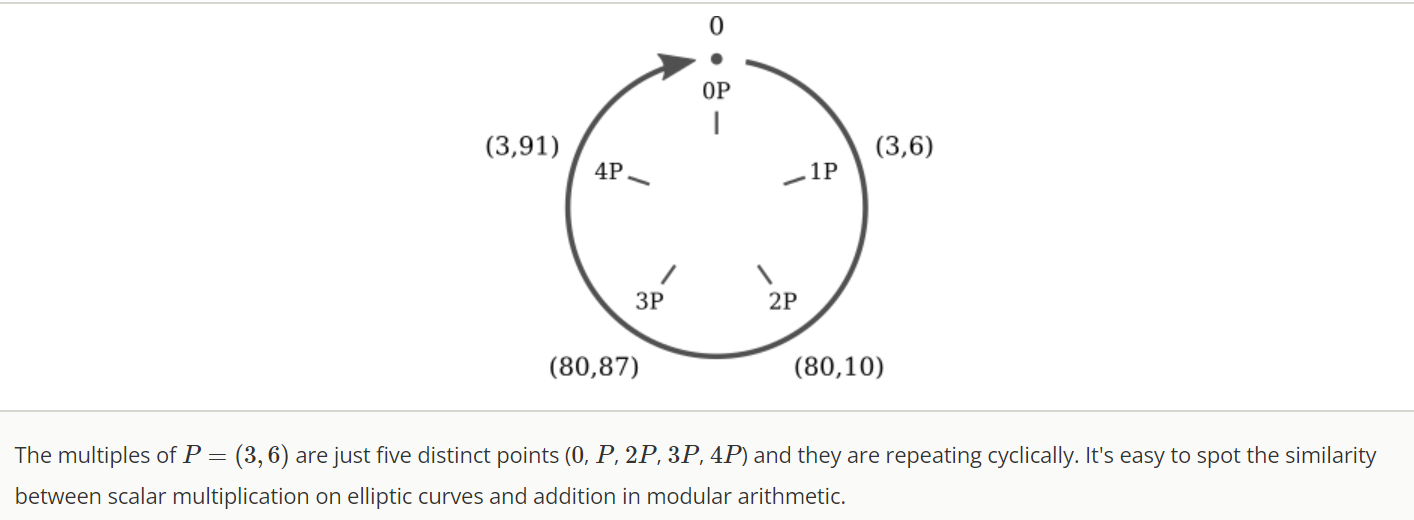 0
0P
(3,91)
(3,6)
4P
1P
3P
2P
(80,87)
(80,10)
The multiples of P = (3, 6) are just five distinct points (0, P, 2P, 3P, 4P) and they are repeating cyclically. It's easy to spot the similarity
between scalar multiplication on elliptic curves and addition in modular arithmetic.